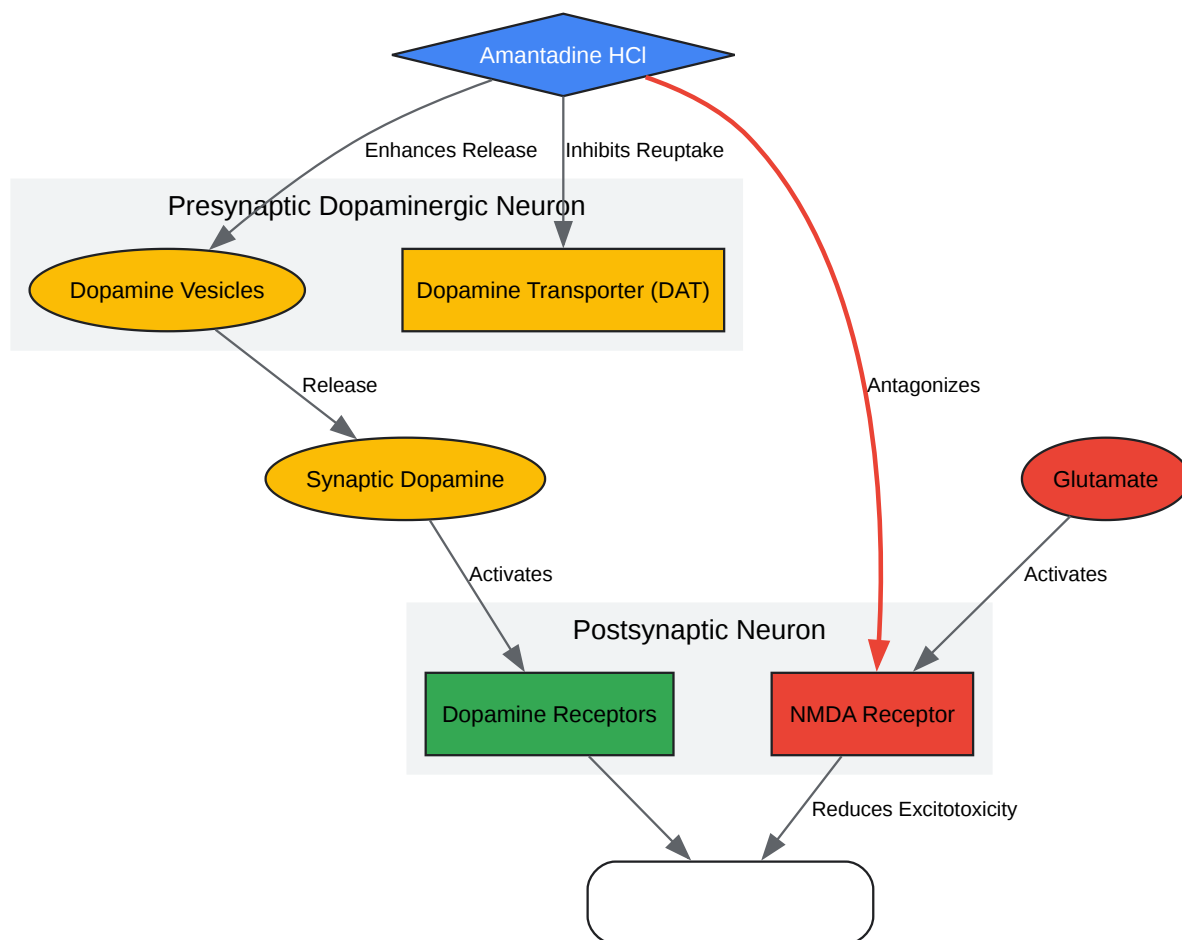 Amantadine HCl
Enhances Release
Inhibits Reuptake
Presynaptic Dopaminergic Neuron
Dopamine Vesicles
Dopamine Transporter (DAT)
Release
Antagonizes
Synaptic Dopamine
Glutamate
Activates
Activates
Postsynaptic Neuron
Dopamine Receptors
NMDA Receptor
Reduces Excitotoxicity